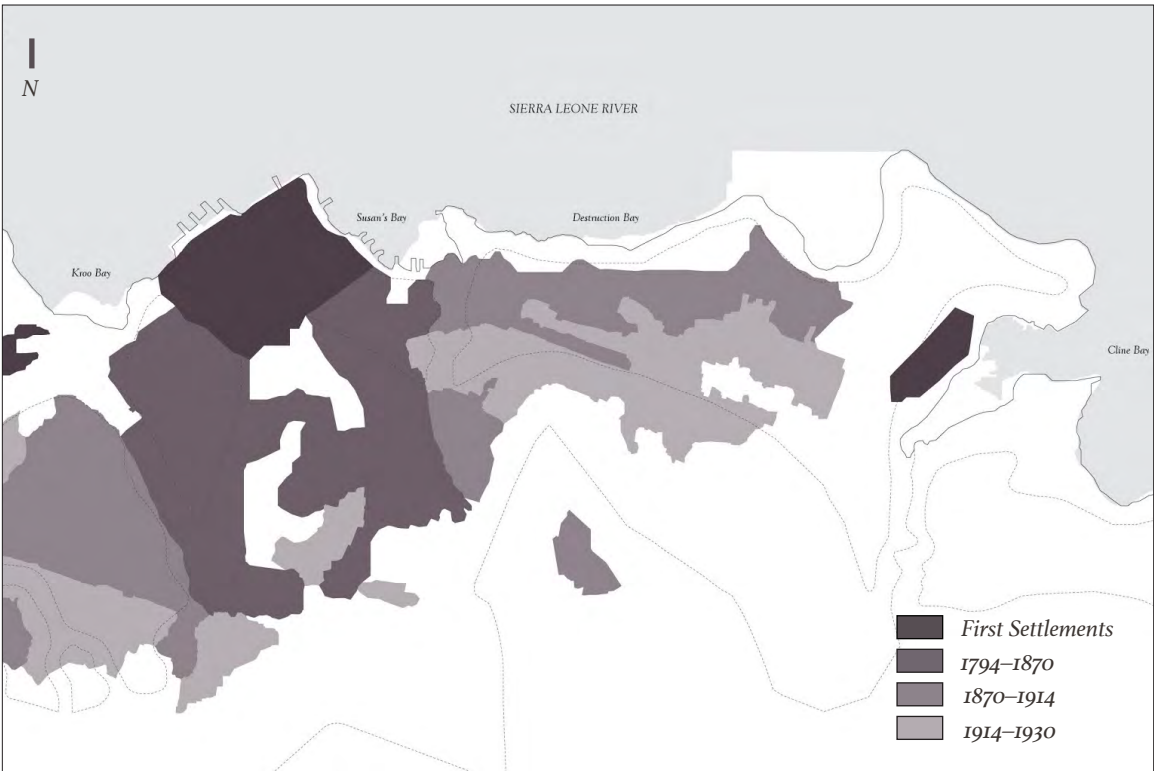 N
SIERRA LEONE RIVER
Susan's Bay
Destruction Bay
Kroo Bay
Cline Bay
First Settlements
1794–1870
1870–1914
1914–1930